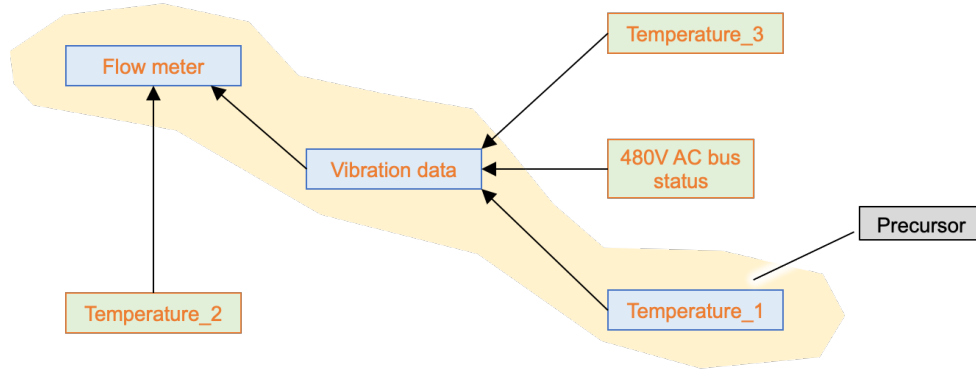 Temperature_3
Flow meter
480V AC bus
status
Vibration data
Precursor
Temperature_2
Temperature_1